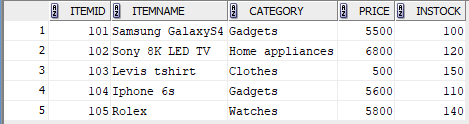 ITEMID ITEMNAME CATEGORY PRICE INSTOCK
1 101 Samsung GalaxyS4 Gadgets 5500 100
2 102 Sony 8K LED TV Home appliances 6800 120
3 103 Levis tshirt Clothes 500 150
4 104 Iphone 6s Gadgets 5600 110
5 105 Rolex Watches 5800 140